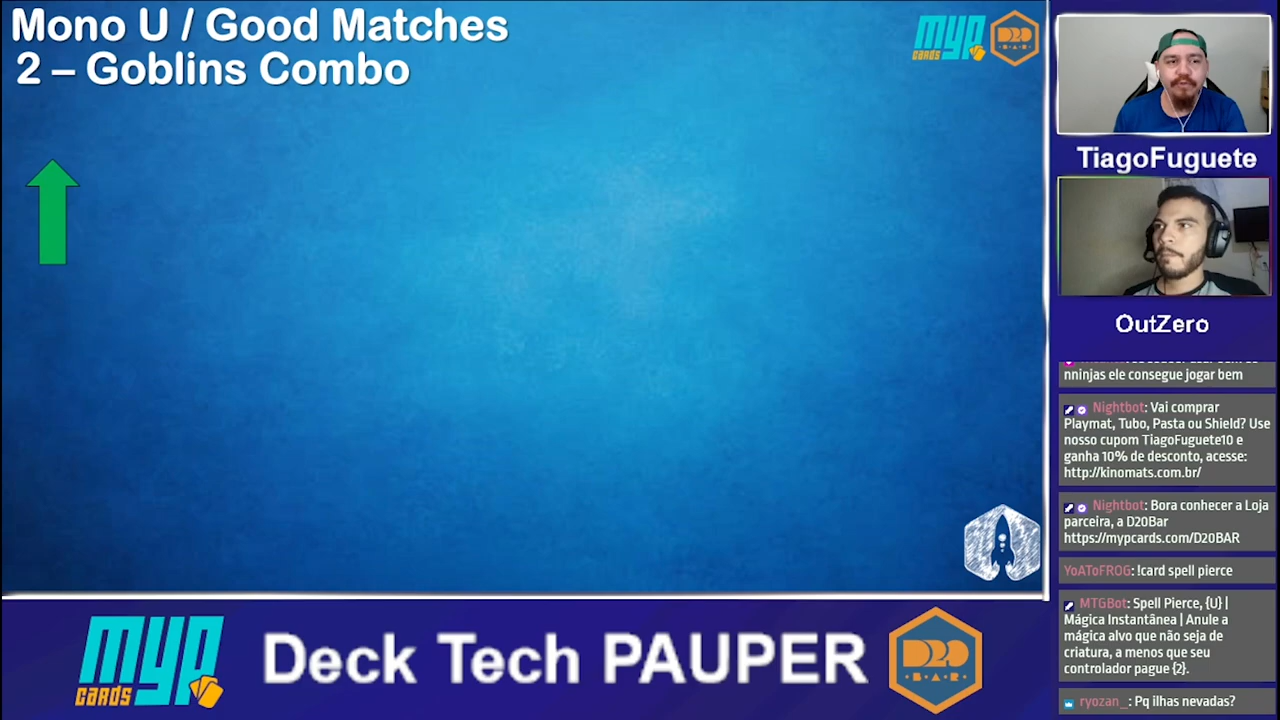 Mono U / Good Matches
2 – Goblins Combo
myp
CARDS
D20
BAR
TiagoFuguete
OutZero
nninjas ele consegue jogar bem
Nightbot: Vai comprar
Playmat, Tubo, Pasta ou Shield? Use
nosso cupom TiagoFuguete10 e
ganha 10% de desconto, acesse:
http://kinomats.com.br/
Nightbot: Bora conhecer a Loja
parceira, a D20Bar
https://mypcards.com/D20BAR
YoAToFROG: !card spell pierce
MTGBot: Spell Pierce, {U} |
Mágica Instantânea | Anule a
mágica alvo que não seja de
criatura, a menos que seu
controlador pague {2}.
ryozan_: Pq ilhas nevadas?
myp
CARDS
Deck Tech PAUPER
D20
BAR